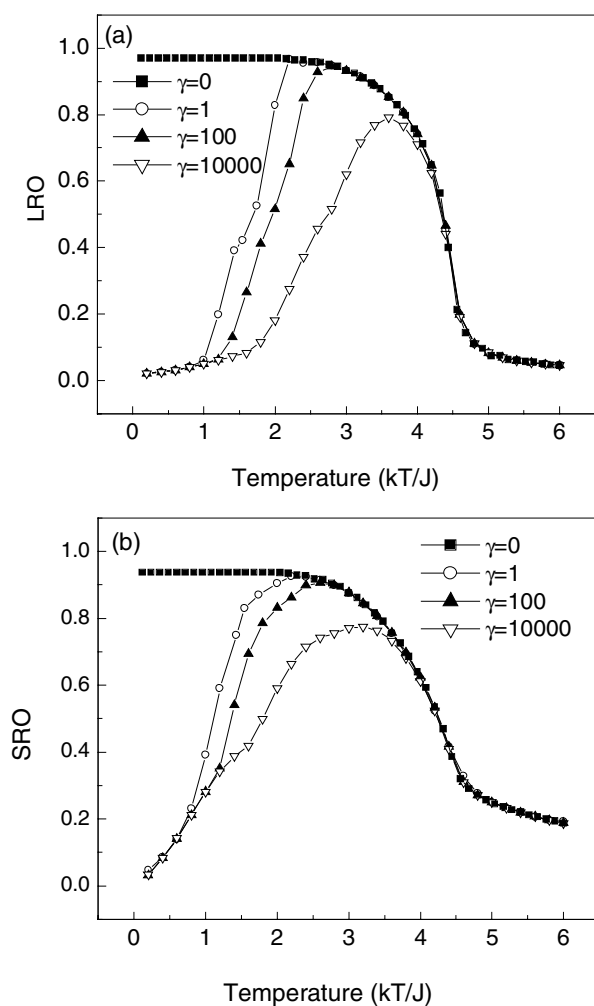 (a)
1.0
0.8
0.6
0.4
0.2
0.0
LRO
γ=0
γ=1
γ=100
γ=10000
0 1 2 3 4 5 6
Temperature (kT/J)
(b)
1.0
0.8
0.6
0.4
0.2
0.0
SRO
γ=0
γ=1
γ=100
γ=10000
0 1 2 3 4 5 6
Temperature (kT/J)